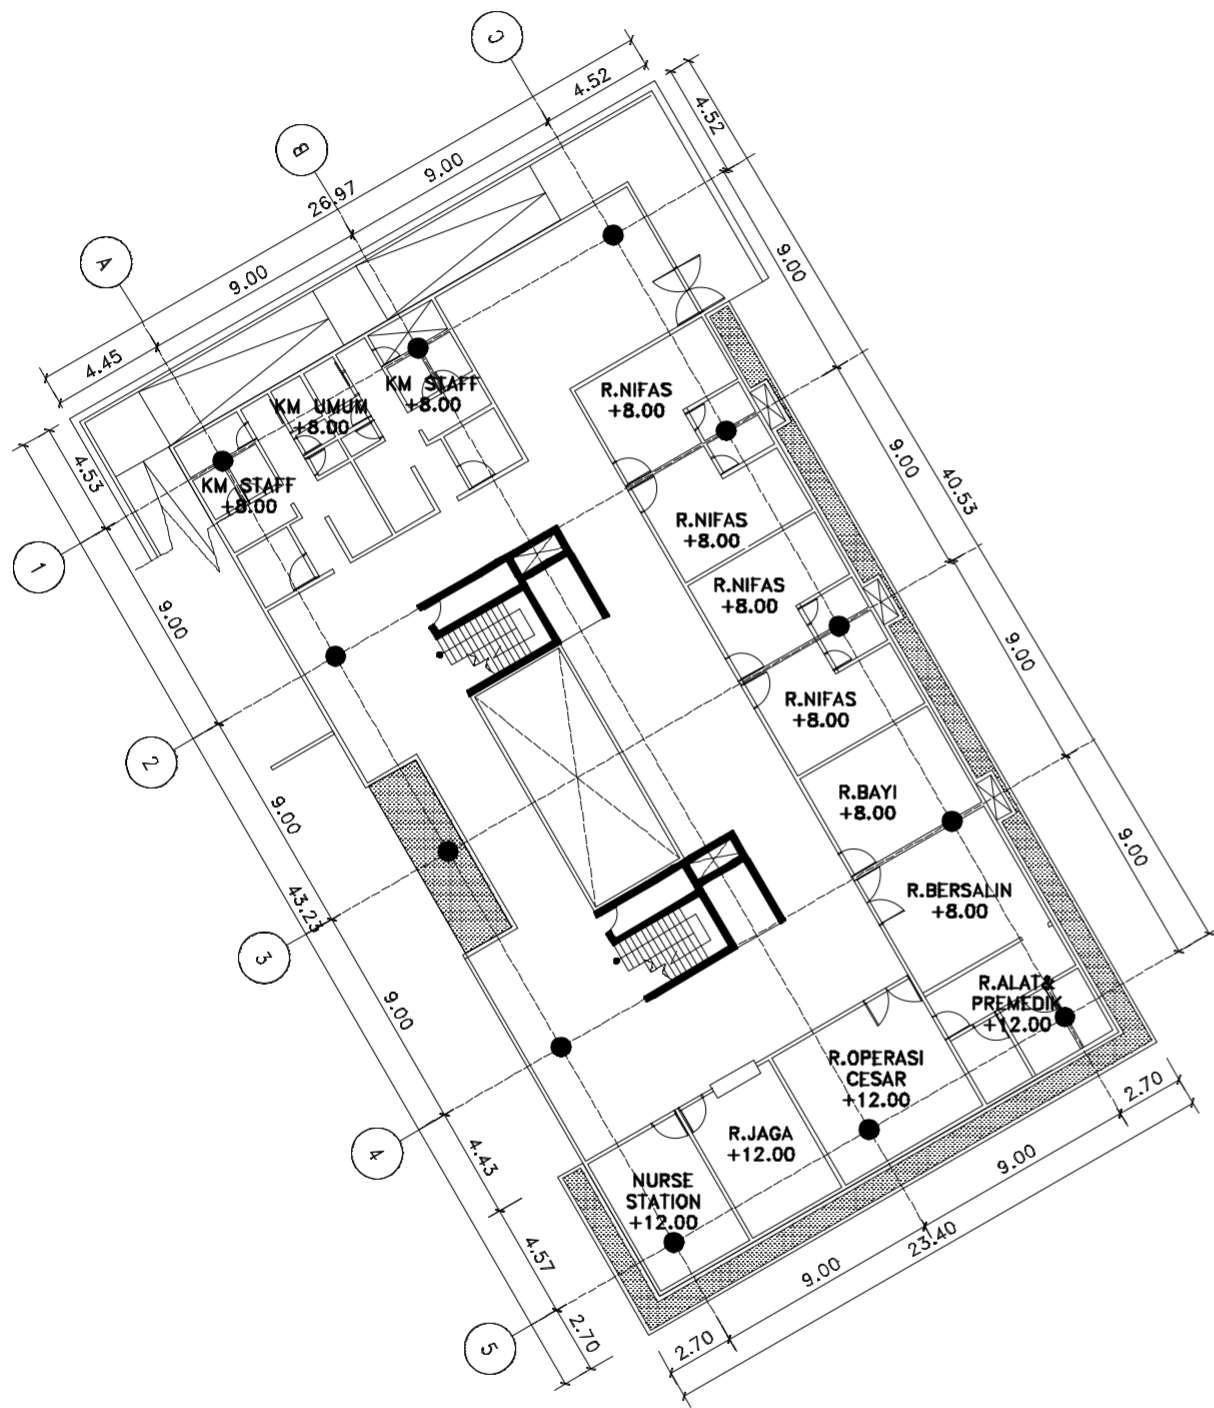 C
4.52
4.52
B
9.00
26.97
A
9.00
9.00
4.45
R.NIFAS
+8.00
KM STAFF
+8.00
KM UMUM
+8.00
9.00
4.53
KM STAFF
+8.00
40.53
R.NIFAS
+8.00
1
R.NIFAS
+8.00
9.00
9.00
R.NIFAS
+8.00
2
R.BAYI
+8.00
9.00
9.00
R.BERSALIN
+8.00
43.23
3
R.ALAT&
PREMEDIK
+12.00
9.00
R.OPERASI
CESAR
+12.00
2.70
4
R.JAGA
+12.00
4.43
9.00
NURSE
STATION
+12.00
23.40
4.57
9.00
2.70
2.70
5